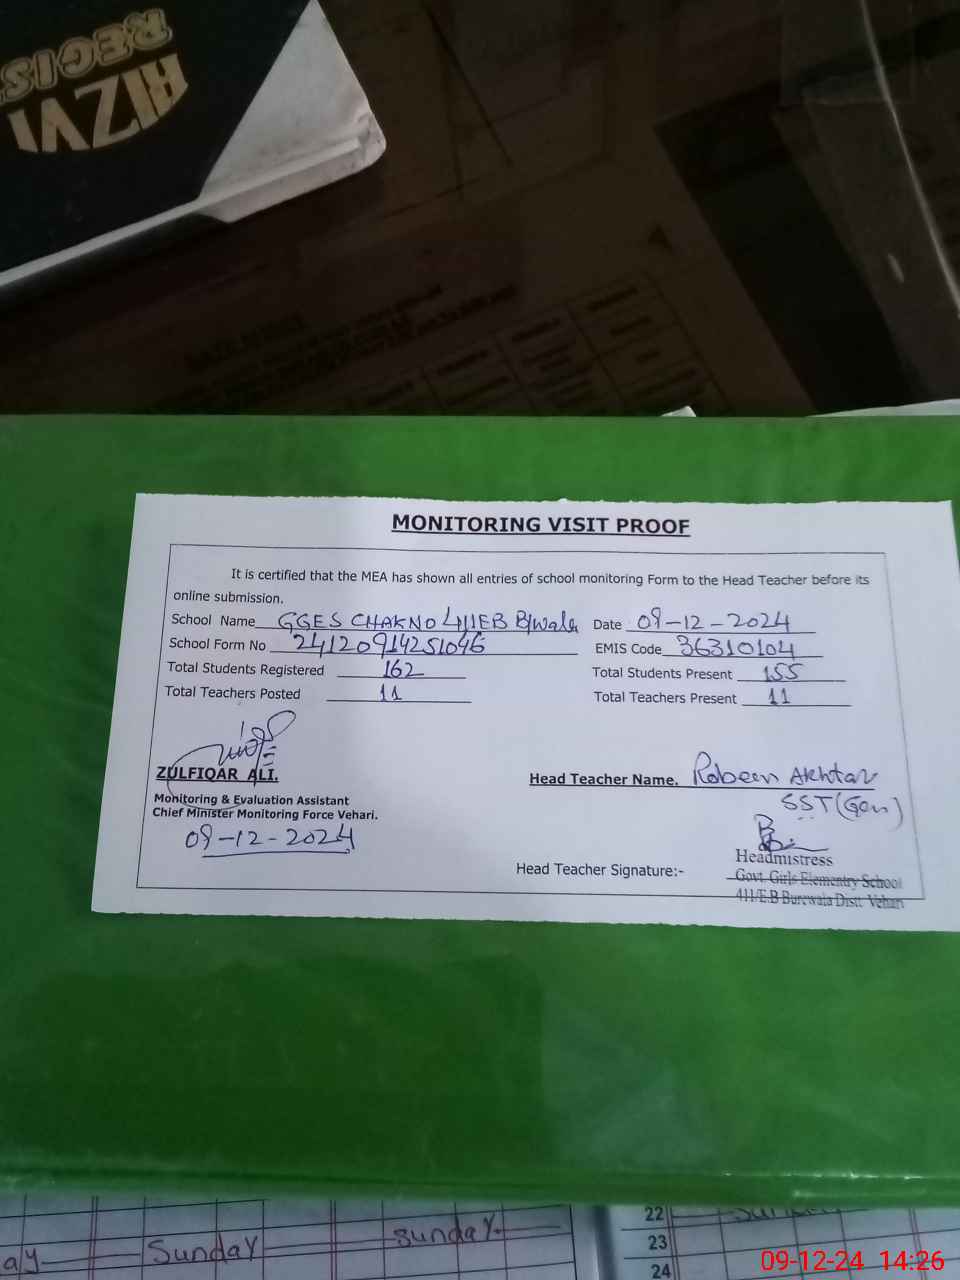 RIZVI
REGIS
MONITORING VISIT PROOF
It is certified that the MEA has shown all entries of school monitoring Form to the Head Teacher before its
online submission.
School Name GGES CHAKNO 411EB B/wala Date 09-12-2024
School Form No 24120914251046 EMIS Code 36310104
Total Students Registered 162 Total Students Present 155
Total Teachers Posted 11 Total Teachers Present 11
ZULFIQAR ALI. Head Teacher Name. Robeen Akhtar
SST (Gen)
Monitoring & Evaluation Assistant
Chief Minister Monitoring Force Vehari.
09-12-2024
Headmistress
Head Teacher Signature:- Govt. Girls Elementry School
411/E.B Burewala Distt Vehari
ay Sunday Sunday. 22
23
24
09-12-24 14:26